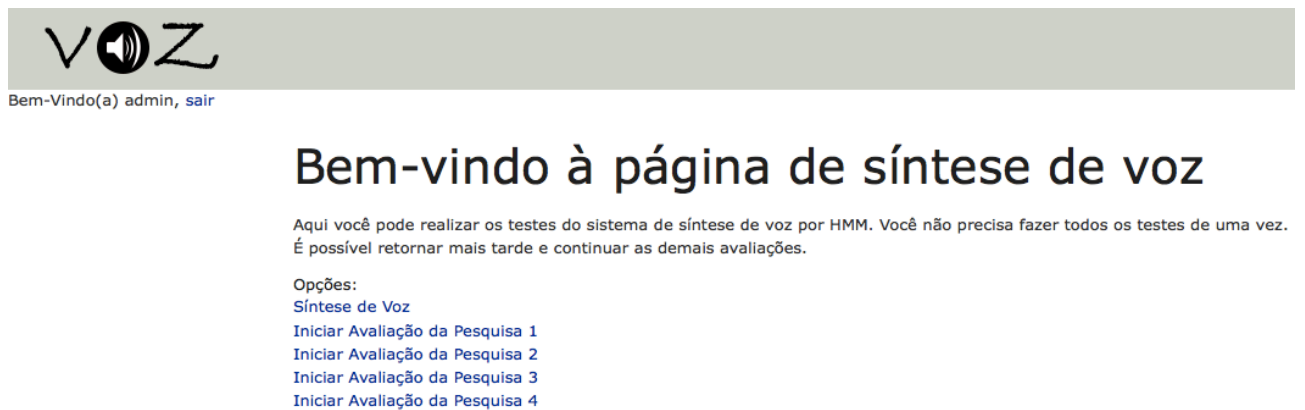 VOZ
Bem-Vindo(a) admin, sair
Bem-vindo à página de síntese de voz
Aqui você pode realizar os testes do sistema de síntese de voz por HMM. Você não precisa fazer todos os testes de uma vez.
É possível retornar mais tarde e continuar as demais avaliações.
Opções:
Síntese de Voz
Iniciar Avaliação da Pesquisa 1
Iniciar Avaliação da Pesquisa 2
Iniciar Avaliação da Pesquisa 3
Iniciar Avaliação da Pesquisa 4